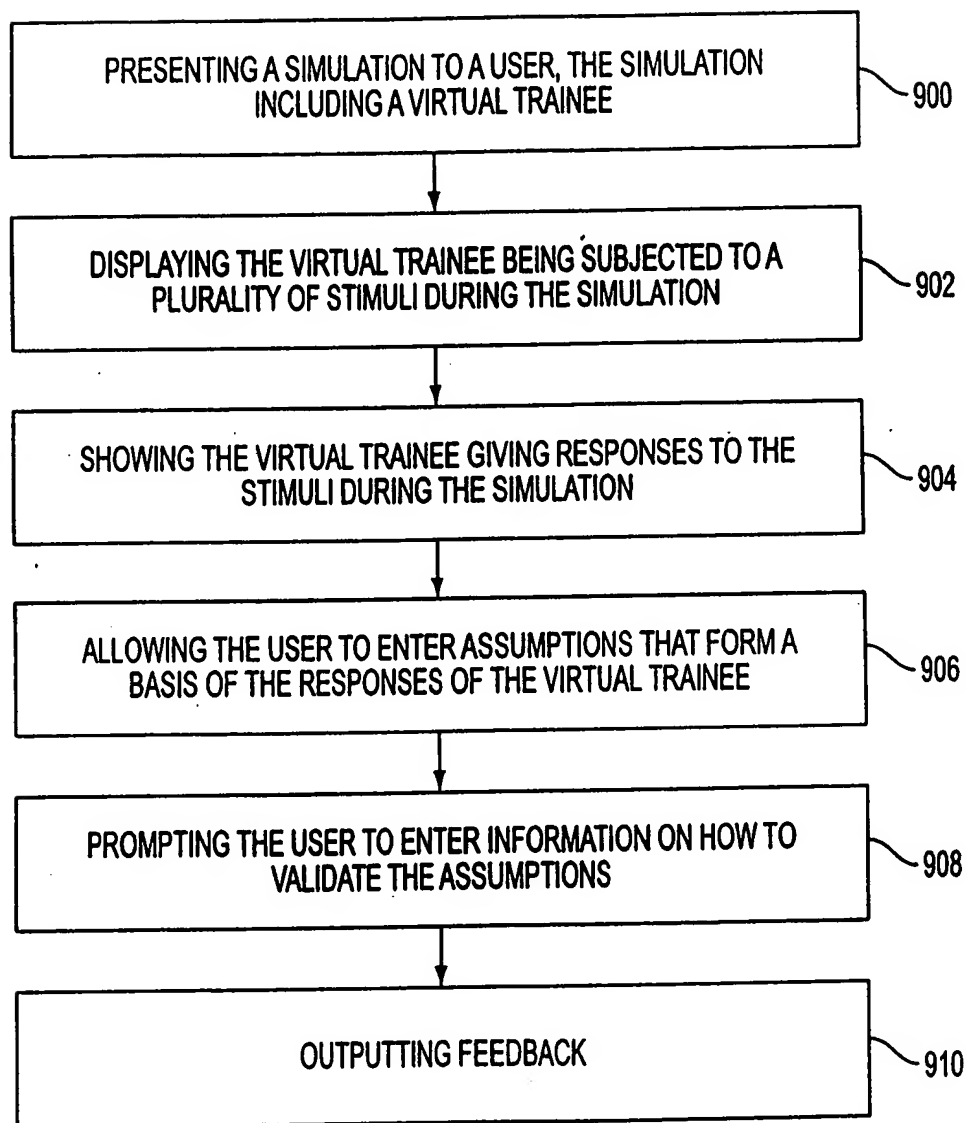 PRESENTING A SIMULATION TO A USER, THE SIMULATION
INCLUDING A VIRTUAL TRAINEE
900
DISPLAYING THE VIRTUAL TRAINEE BEING SUBJECTED TO A
PLURALITY OF STIMULI DURING THE SIMULATION
902
SHOWING THE VIRTUAL TRAINEE GIVING RESPONSES TO THE
STIMULI DURING THE SIMULATION
904
ALLOWING THE USER TO ENTER ASSUMPTIONS THAT FORM A
BASIS OF THE RESPONSES OF THE VIRTUAL TRAINEE
906
PROMPTING THE USER TO ENTER INFORMATION ON HOW TO
VALIDATE THE ASSUMPTIONS
908
OUTPUTTING FEEDBACK
910